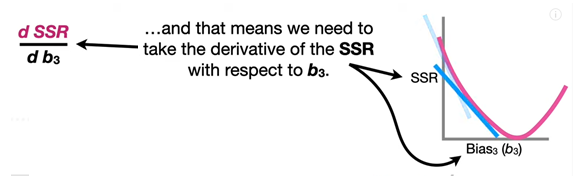 d SSR
d b₃
...and that means we need to
take the derivative of the SSR
with respect to b₃.
SSR
Bias₃ (b₃)